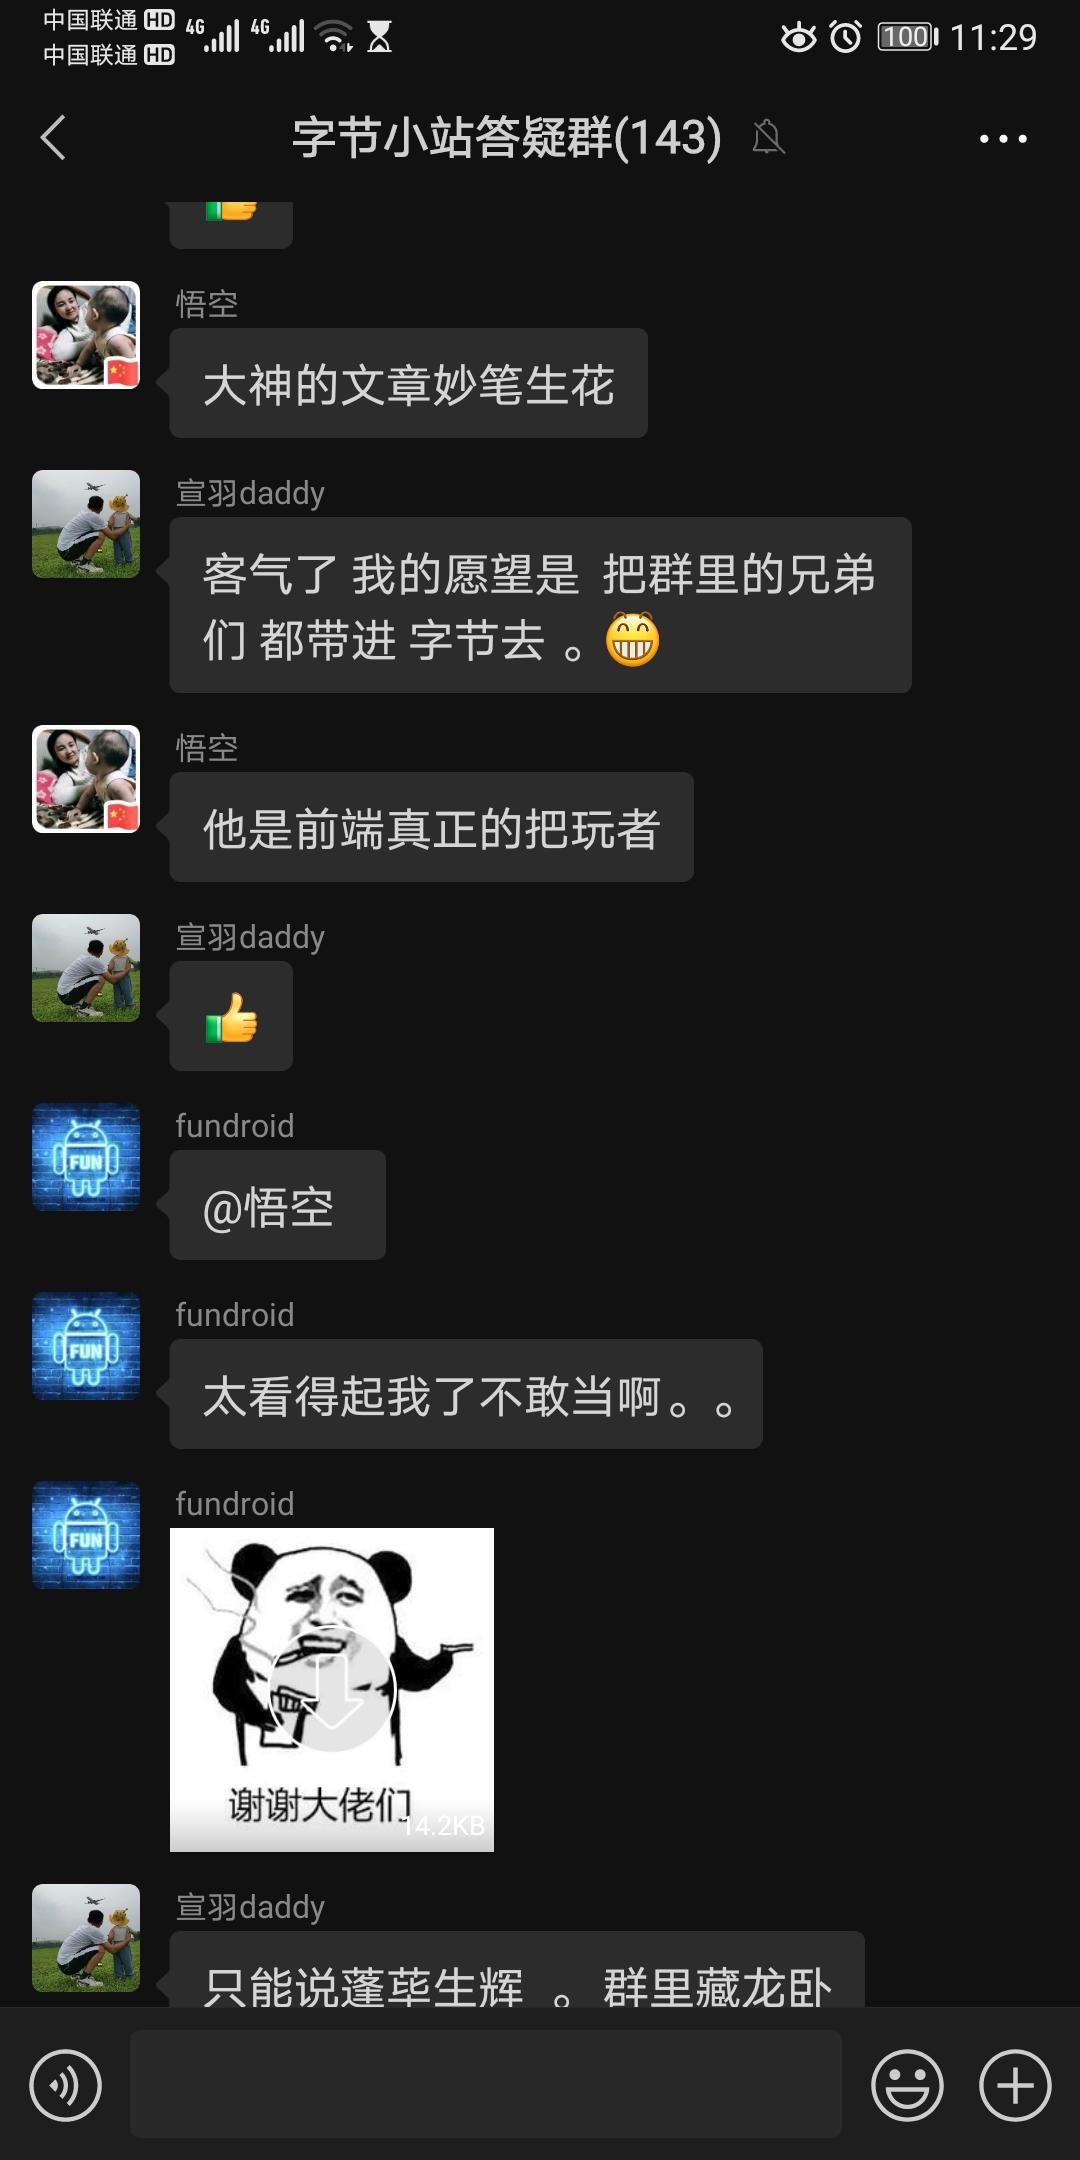 中国联通 HD 4G 4G 100 11:29
中国联通 HD
字节小站答疑群(143)
悟空
大神的文章妙笔生花
宣羽daddy
客气了 我的愿望是 把群里的兄弟
们 都带进 字节去 。
悟空
他是前端真正的把玩者
宣羽daddy
fundroid
FUN
@悟空
fundroid
FUN
太看得起我了不敢当啊。。
fundroid
FUN
谢谢大佬们
14.2KB
宣羽daddy
只能说蓬荜生辉 。 群里藏龙卧